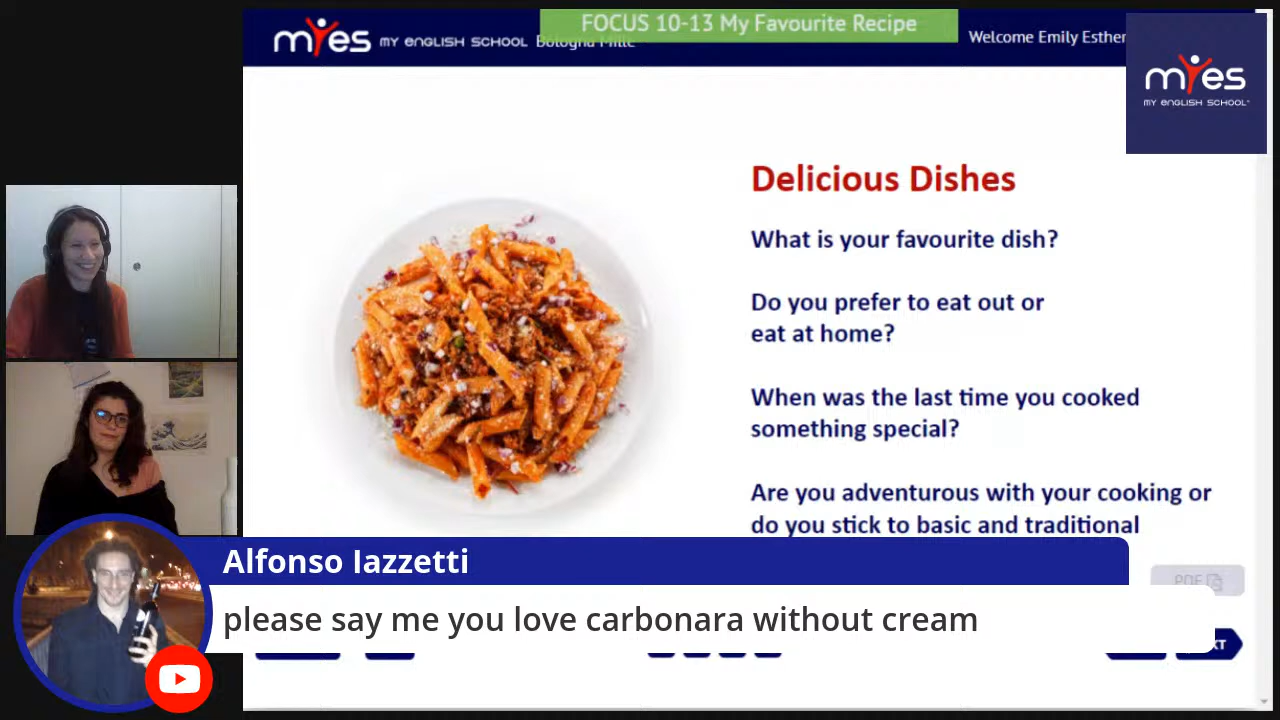 FOCUS 10-13 My Favourite Recipe
myes MY ENGLISH SCHOOL Bologna Mille
Welcome Emily Esther
myes
MY ENGLISH SCHOOL
Delicious Dishes
What is your favourite dish?
Do you prefer to eat out or
eat at home?
When was the last time you cooked
something special?
Are you adventurous with your cooking or
do you stick to basic and traditional
PDF
Alfonso Iazzetti
please say me you love carbonara without cream